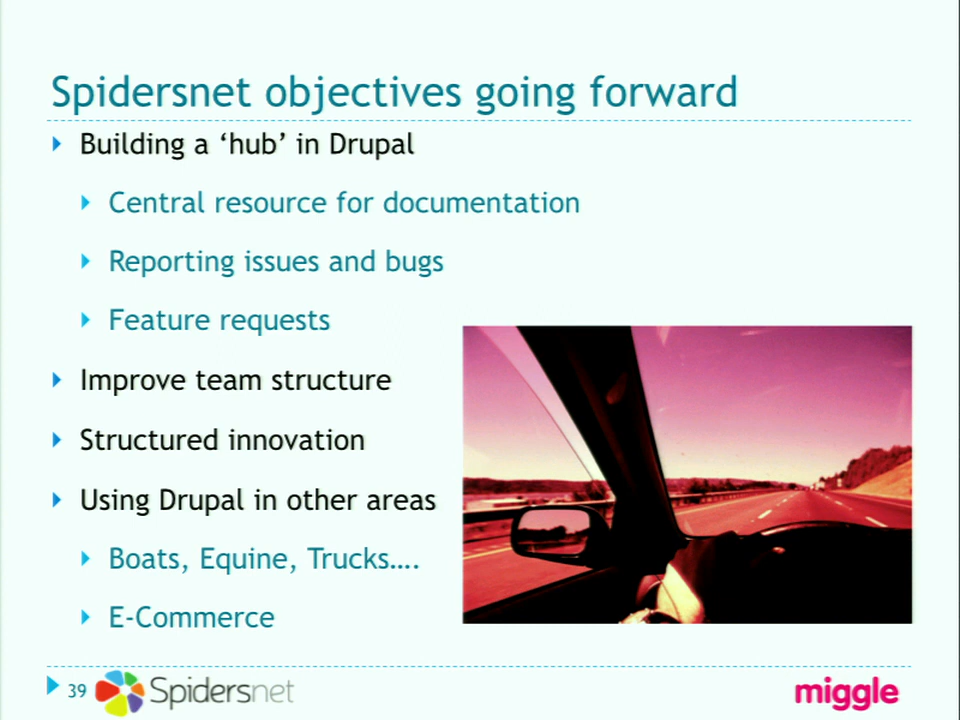 Spidersnet objectives going forward
Building a ‘hub’ in Drupal
Central resource for documentation
Reporting issues and bugs
Feature requests
Improve team structure
Structured innovation
Using Drupal in other areas
Boats, Equine, Trucks….
E-Commerce
39 Spidersnet miggle